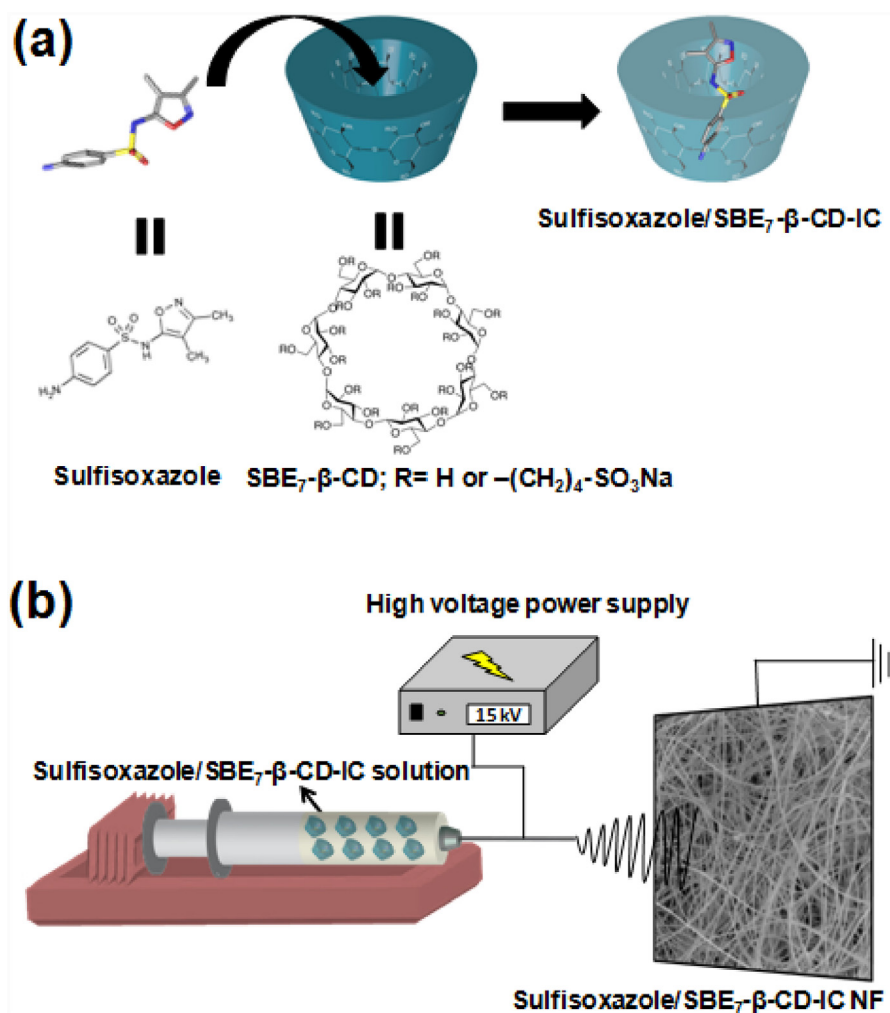 (a)
Sulfisoxazole/SBE₇-β-CD-IC
Sulfisoxazole
SBE₇-β-CD; R= H or –(CH₂)₄-SO₃Na
(b)
High voltage power supply
15 kV
Sulfisoxazole/SBE₇-β-CD-IC solution
Sulfisoxazole/SBE₇-β-CD-IC NF